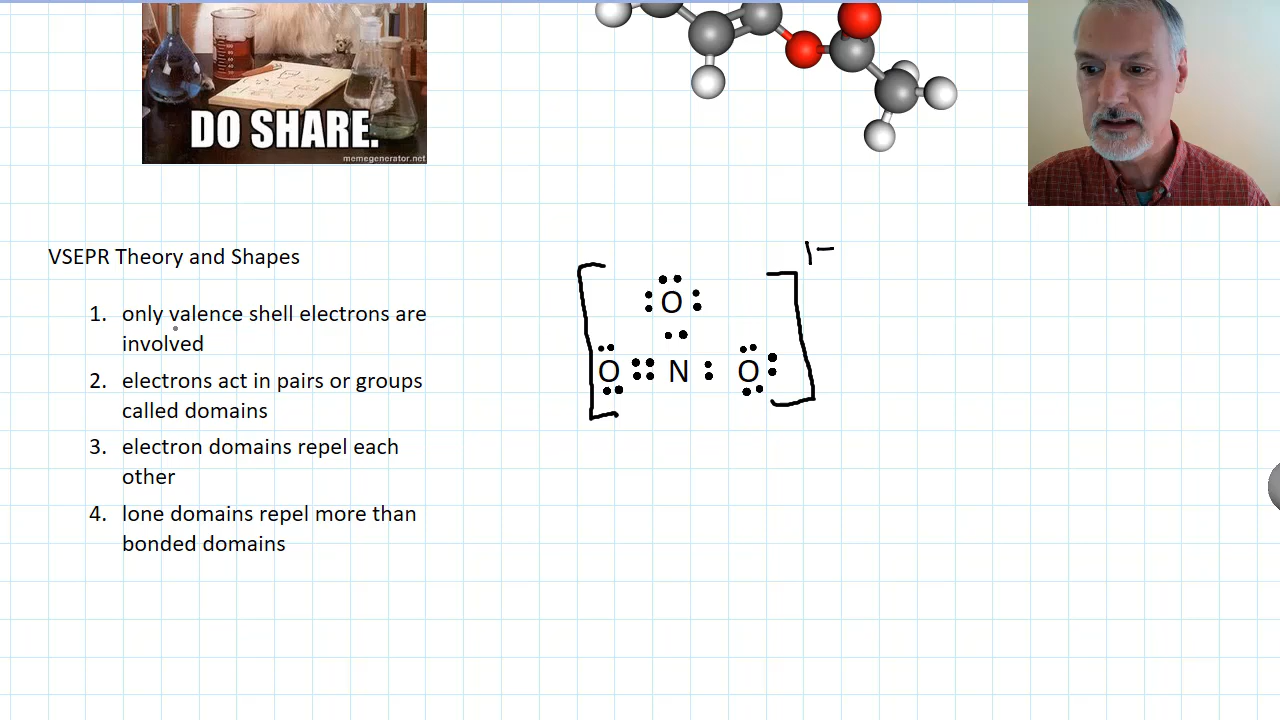 DO SHARE.
memegenerator.net
VSEPR Theory and Shapes
1. only valence shell electrons are
involved
2. electrons act in pairs or groups
called domains
3. electron domains repel each
other
4. lone domains repel more than
bonded domains
1-
O
O N O